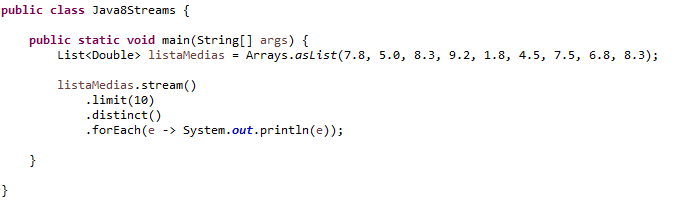 public class Java8Streams {
public static void main(String[] args) {
List<Double> listaMedias = Arrays.asList(7.8, 5.0, 8.3, 9.2, 1.8, 4.5, 7.5, 6.8, 8.3);
listaMedias.stream()
.limit(10)
.distinct()
.forEach(e -> System.out.println(e));
}
}